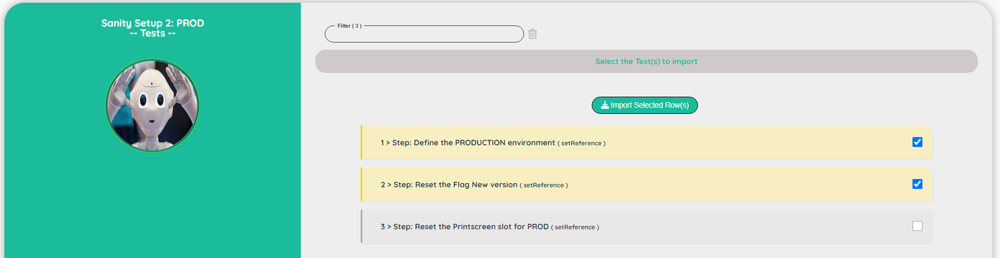 Sanity Setup 2: PROD
-- Tests --
Filter ( 3 )
Select the Test(s) to import
Import Selected Row(s)
1 > Step: Define the PRODUCTION environment ( setReference )
2 > Step: Reset the Flag New version ( setReference )
3 > Step: Reset the Printscreen slot for PROD ( setReference )